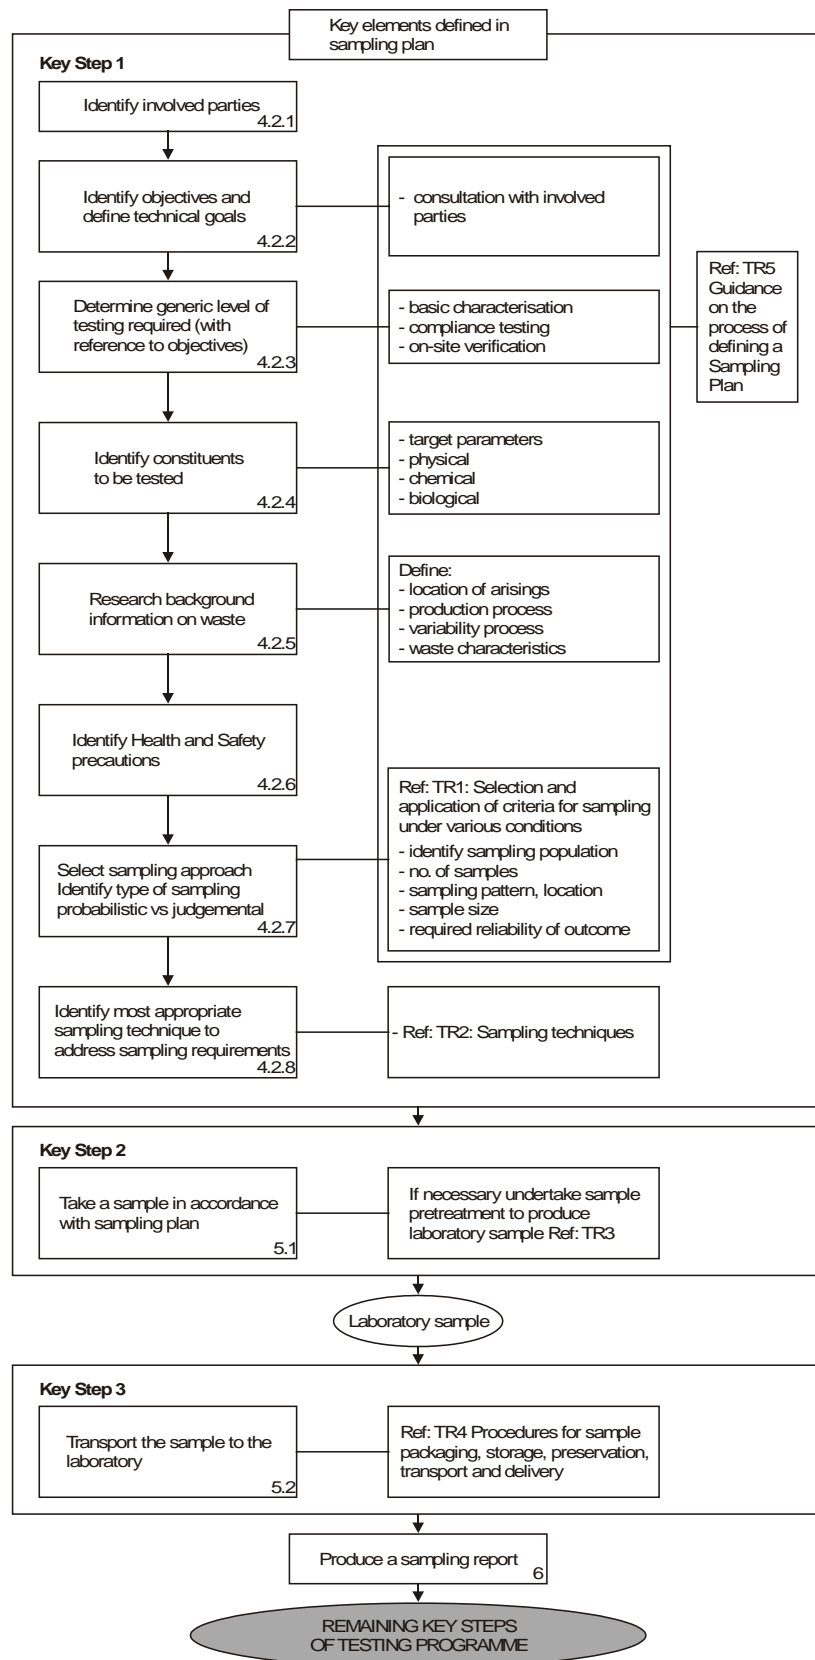 Key elements defined in
sampling plan
Key Step 1
Identify involved parties
4.2.1
Identify objectives and
define technical goals
4.2.2
- consultation with involved
parties
Determine generic level of
testing required (with
reference to objectives)
4.2.3
- basic characterisation
- compliance testing
- on-site verification
Ref: TR5
Guidance
on the
process of
defining a
Sampling
Plan
Identify constituents
to be tested
4.2.4
- target parameters
- physical
- chemical
- biological
Research background
information on waste
4.2.5
Define:
- location of arisings
- production process
- variability process
- waste characteristics
Identify Health and Safety
precautions
4.2.6
Select sampling approach
Identify type of sampling
probabilistic vs judgemental
4.2.7
Ref: TR1: Selection and
application of criteria for sampling
under various conditions
- identify sampling population
- no. of samples
- sampling pattern, location
- sample size
- required reliability of outcome
Identify most appropriate
sampling technique to
address sampling requirements
4.2.8
- Ref: TR2: Sampling techniques
Key Step 2
Take a sample in accordance
with sampling plan
5.1
If necessary undertake sample
pretreatment to produce
laboratory sample Ref: TR3
Laboratory sample
Key Step 3
Transport the sample to the
laboratory
5.2
Ref: TR4 Procedures for sample
packaging, storage, preservation,
transport and delivery
Produce a sampling report
6
REMAINING KEY STEPS
OF TESTING PROGRAMME